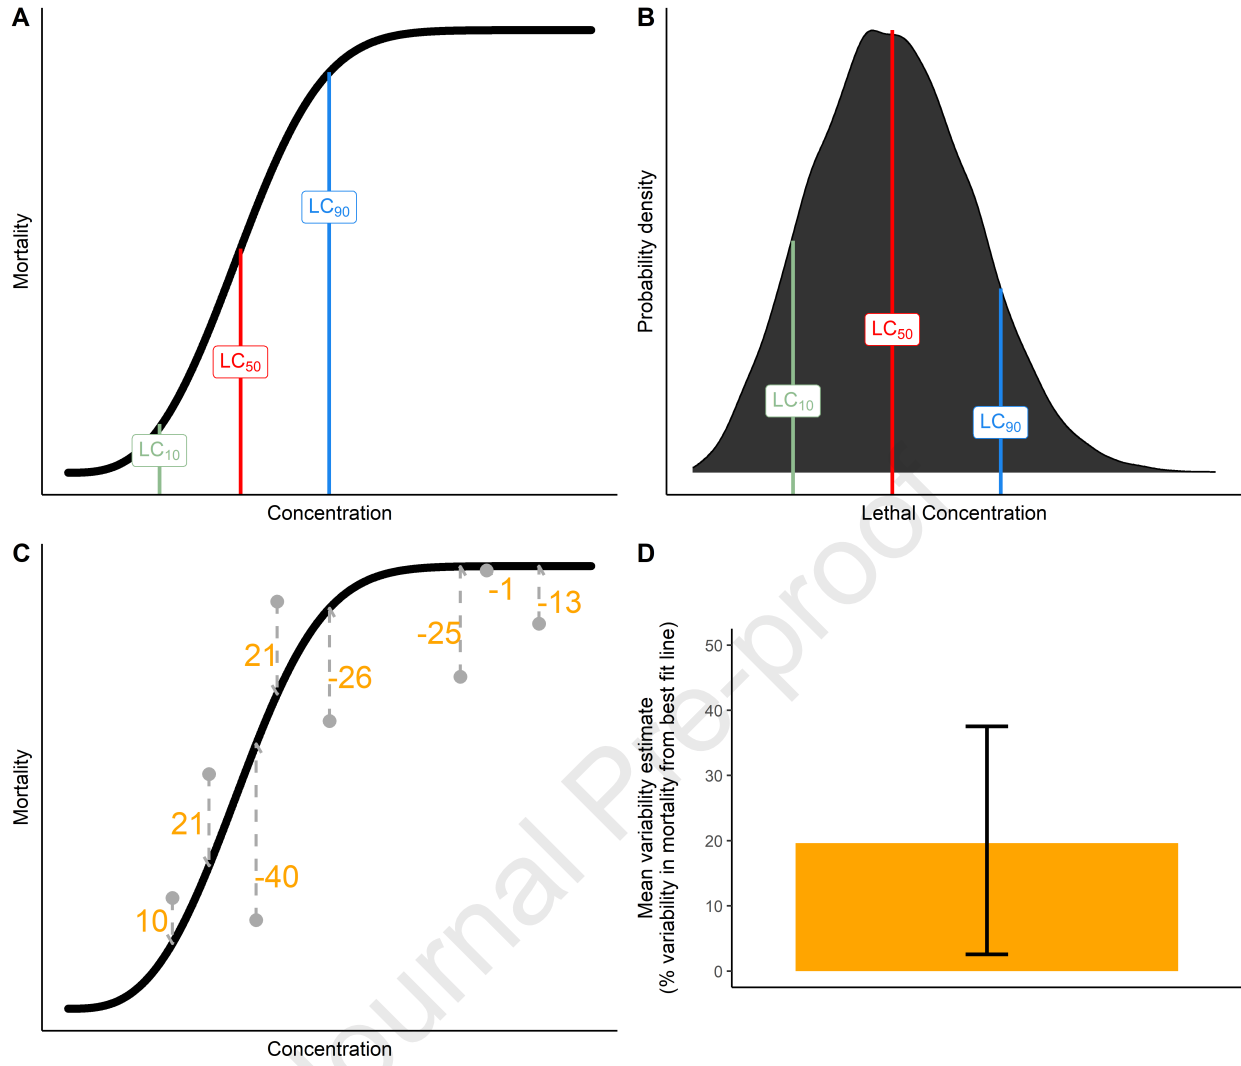 A
Mortality
LC10
LC50
LC90
Concentration
B
Probability density
LC10
LC50
LC90
Lethal Concentration
C
Mortality
10
21
21
-40
-26
-25
-1
-13
Concentration
D
Mean variability estimate
(% variability in mortality from best fit line)
50
40
30
20
10
0
Journal Pre-proof